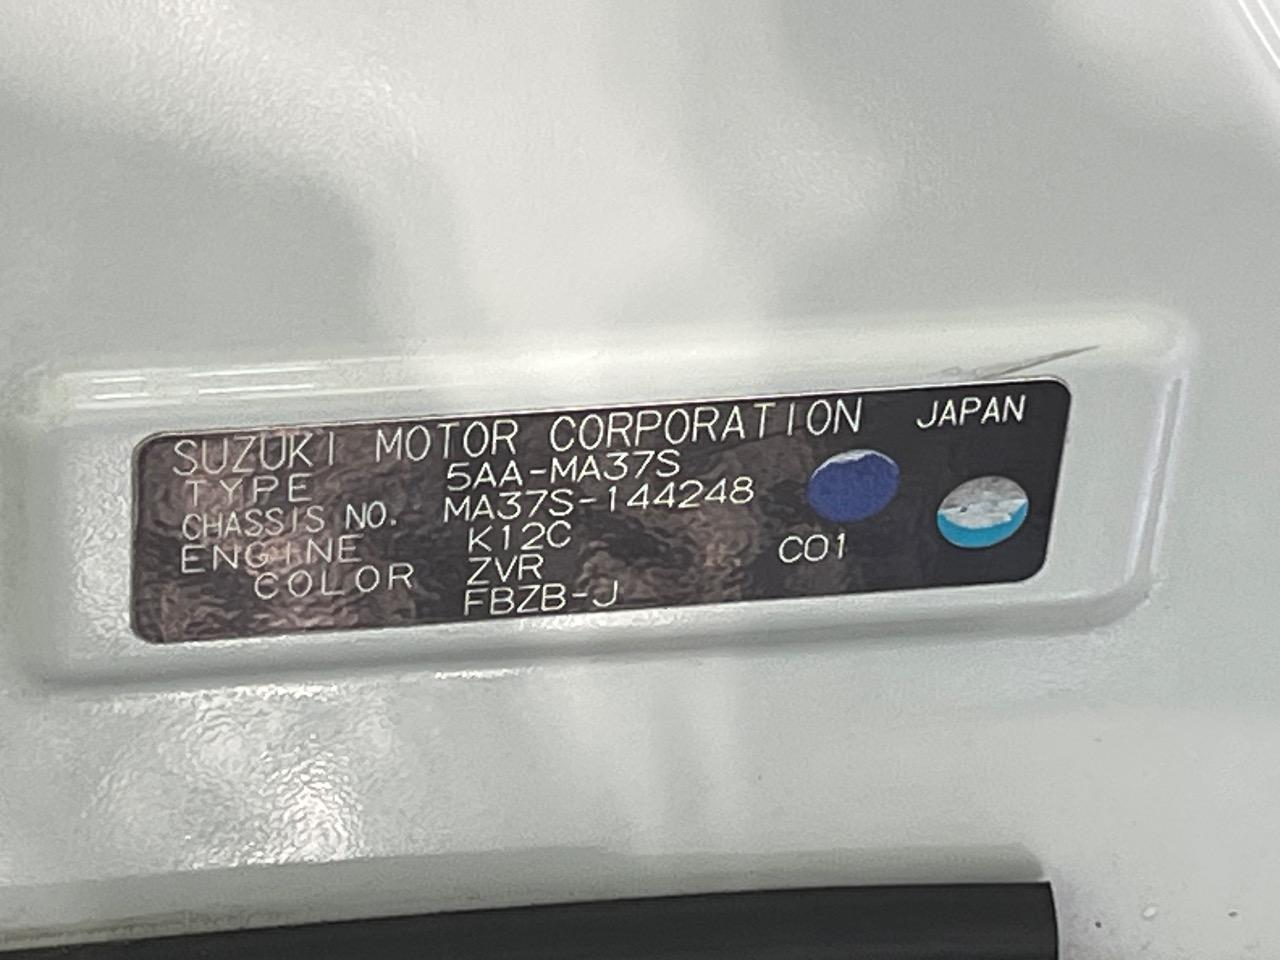 SUZUKI MOTOR CORPORATION JAPAN
TYPE 5AA-MA37S
CHASSIS NO. MA37S-144248
ENGINE K12C C01
COLOR ZVR
FBZB-J